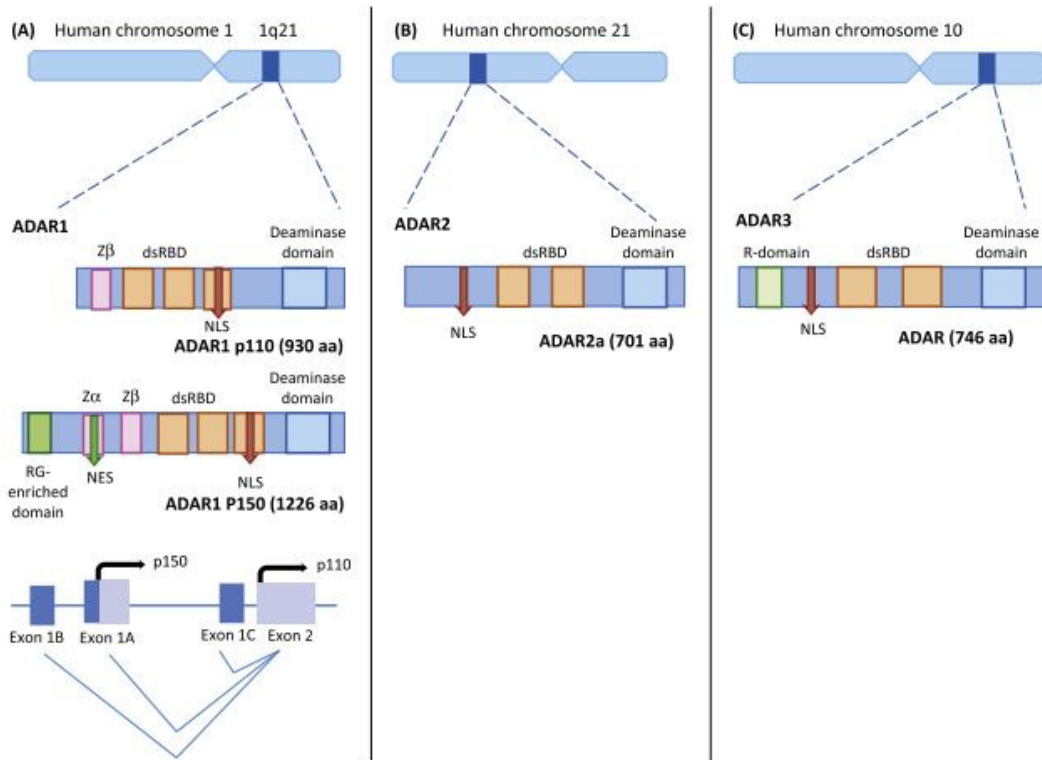 (A) Human chromosome 1 1q21
ADAR1
Zβ dsRBD Deaminase
domain
NLS
ADAR1 p110 (930 aa)
Zα Zβ dsRBD Deaminase
domain
RG-
enriched
domain
NES NLS
ADAR1 P150 (1226 aa)
p150 p110
Exon 1B Exon 1A Exon 1C Exon 2
(B) Human chromosome 21
ADAR2
dsRBD Deaminase
domain
NLS
ADAR2a (701 aa)
(C) Human chromosome 10
ADAR3
R-domain dsRBD Deaminase
domain
NLS
ADAR (746 aa)